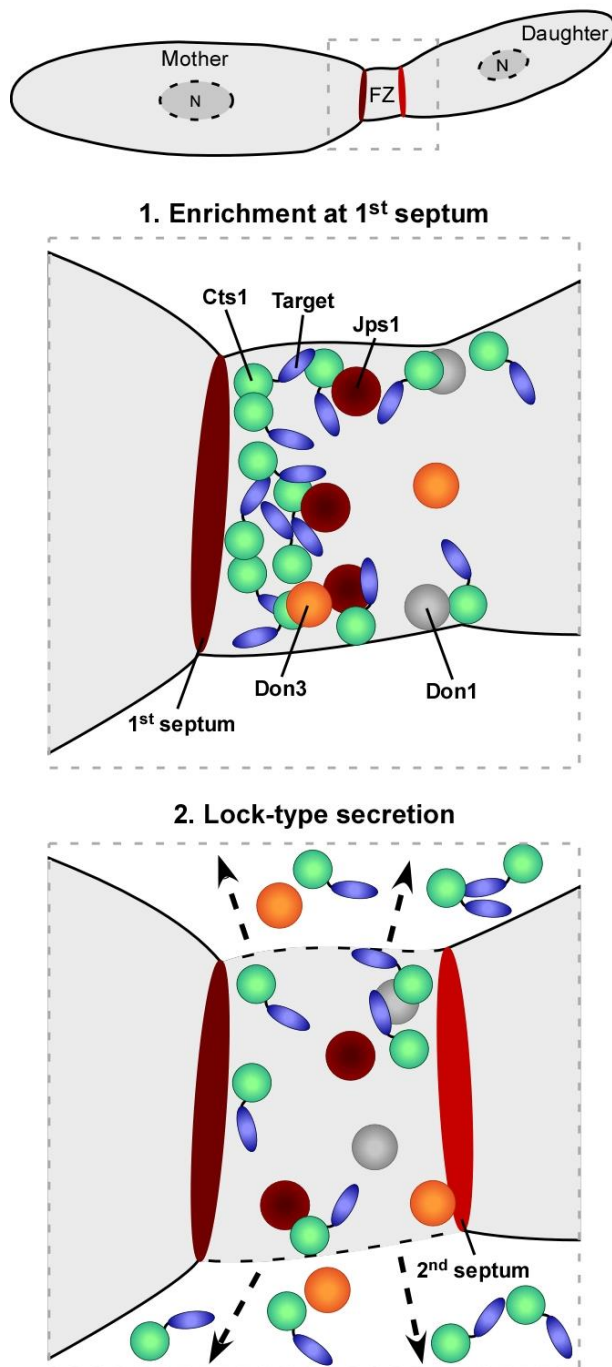 Daughter
Mother
N
N
FZ
1. Enrichment at 1st septum
Cts1
Target
Jps1
Don3
Don1
1st septum
2. Lock-type secretion
2nd septum